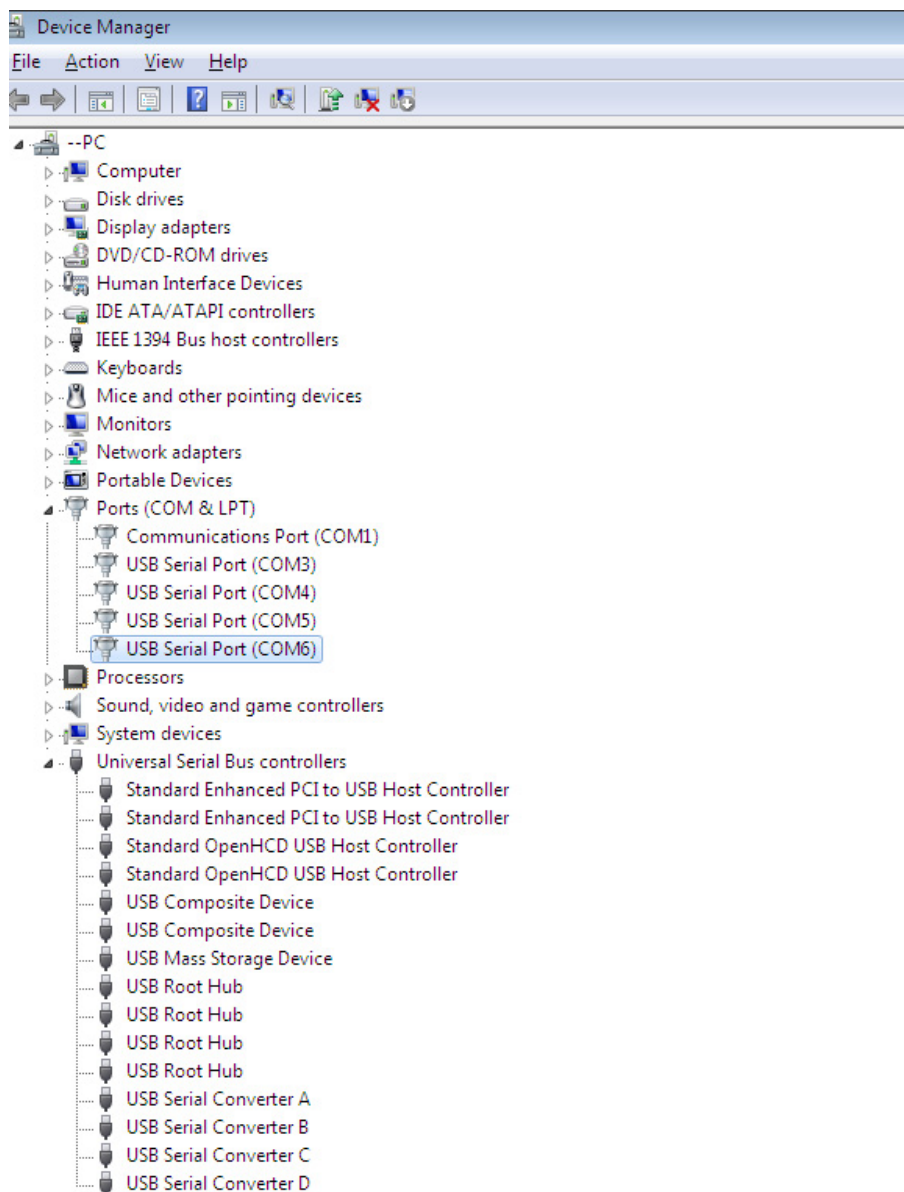 Device Manager
File Action View Help
--PC
Computer
Disk drives
Display adapters
DVD/CD-ROM drives
Human Interface Devices
IDE ATA/ATAPI controllers
IEEE 1394 Bus host controllers
Keyboards
Mice and other pointing devices
Monitors
Network adapters
Portable Devices
Ports (COM & LPT)
Communications Port (COM1)
USB Serial Port (COM3)
USB Serial Port (COM4)
USB Serial Port (COM5)
USB Serial Port (COM6)
Processors
Sound, video and game controllers
System devices
Universal Serial Bus controllers
Standard Enhanced PCI to USB Host Controller
Standard Enhanced PCI to USB Host Controller
Standard OpenHCD USB Host Controller
Standard OpenHCD USB Host Controller
USB Composite Device
USB Composite Device
USB Mass Storage Device
USB Root Hub
USB Root Hub
USB Root Hub
USB Root Hub
USB Serial Converter A
USB Serial Converter B
USB Serial Converter C
USB Serial Converter D